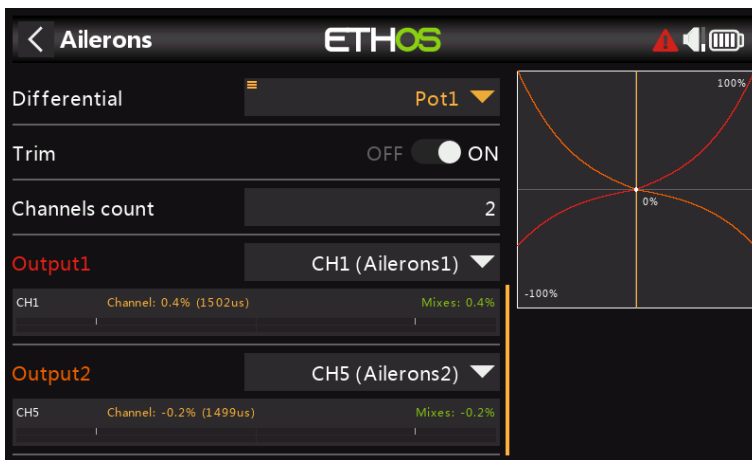 Ailerons
ETHOS
Differential
Pot1
Trim
OFF ON
Channels count
2
Output1
CH1 (Ailerons1)
CH1 Channel: 0.4% (1502us) Mixes: 0.4%
Output2
CH5 (Ailerons2)
CH5 Channel: -0.2% (1499us) Mixes: -0.2%
100%
0%
-100%